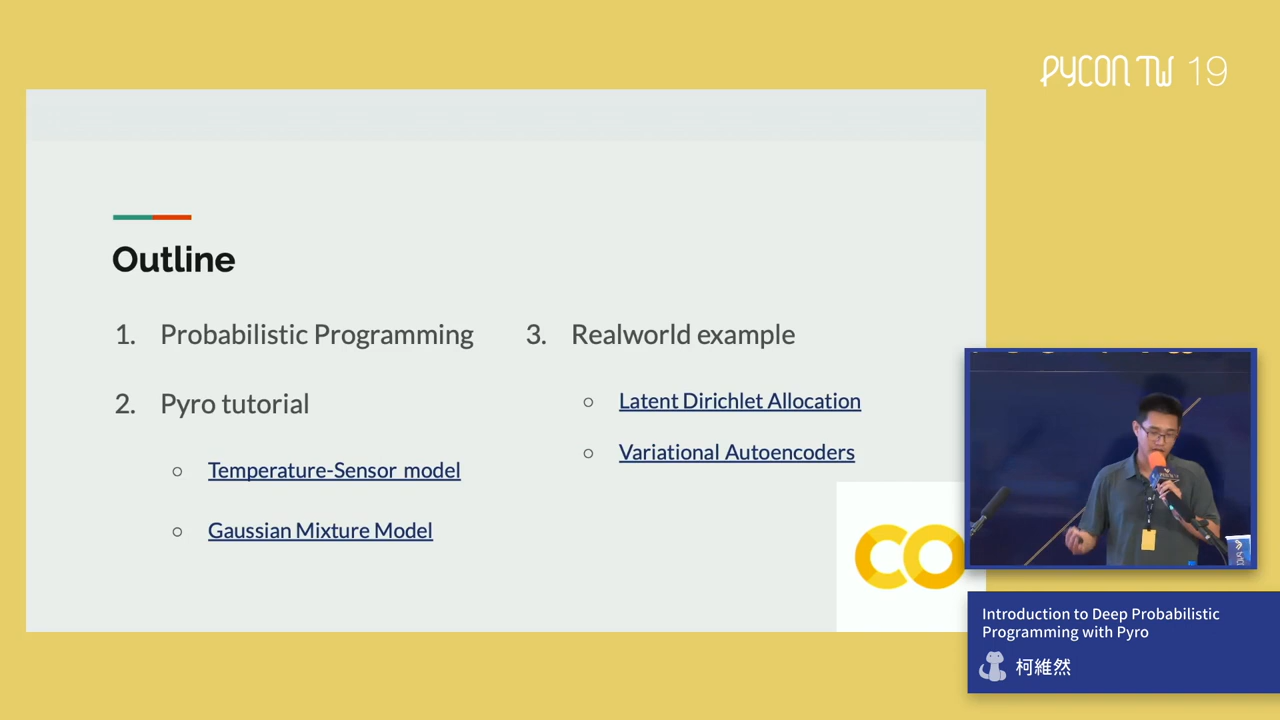 PYCON TW 19
Outline
1. Probabilistic Programming
2. Pyro tutorial
○ Temperature-Sensor model
○ Gaussian Mixture Model
3. Realworld example
○ Latent Dirichlet Allocation
○ Variational Autoencoders
CO
Introduction to Deep Probabilistic
Programming with Pyro
柯維然